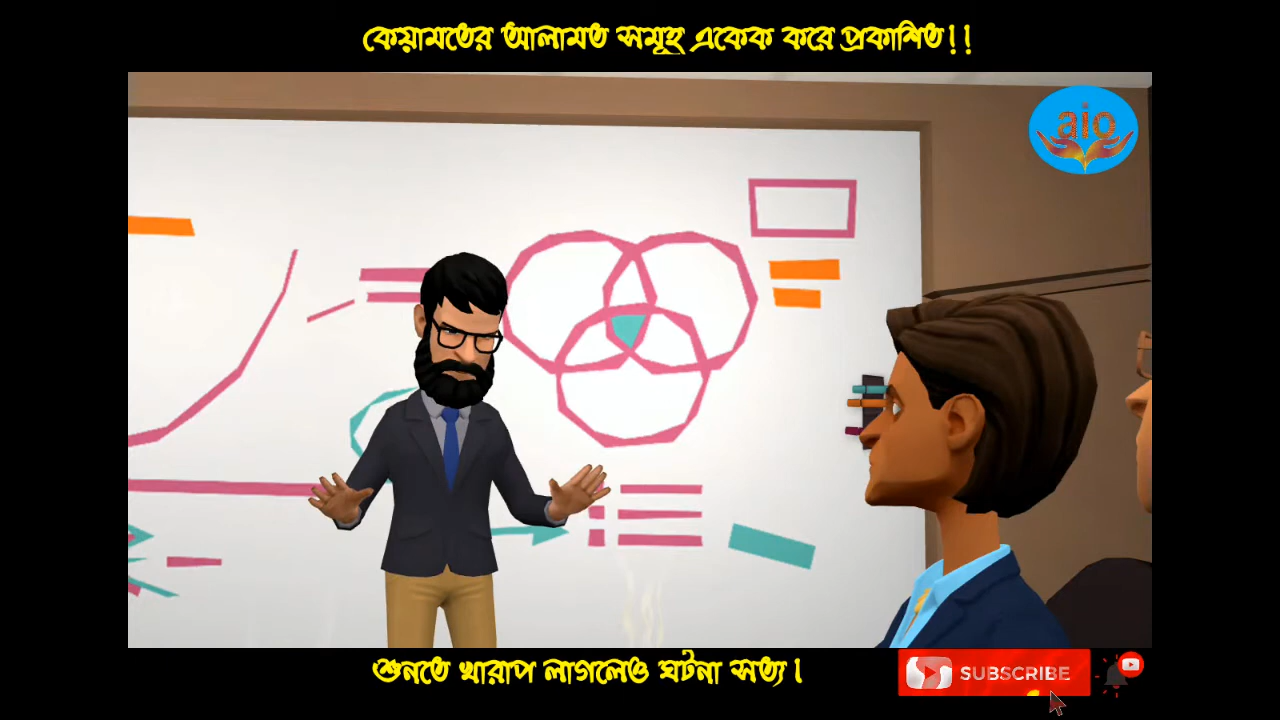 কেয়ামতের আলামত সমূহ একেক করে প্রকাশিত!!
aio
শুনতে খারাপ লাগলেও ঘটনা সত্য।
SUBSCRIBE